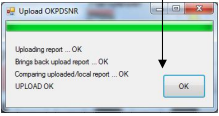 Upload OKPDSNR
Uploading report ... OK
Brings back upload report ... OK
Comparing uploaded/local report ... OK
UPLOAD OK
OK